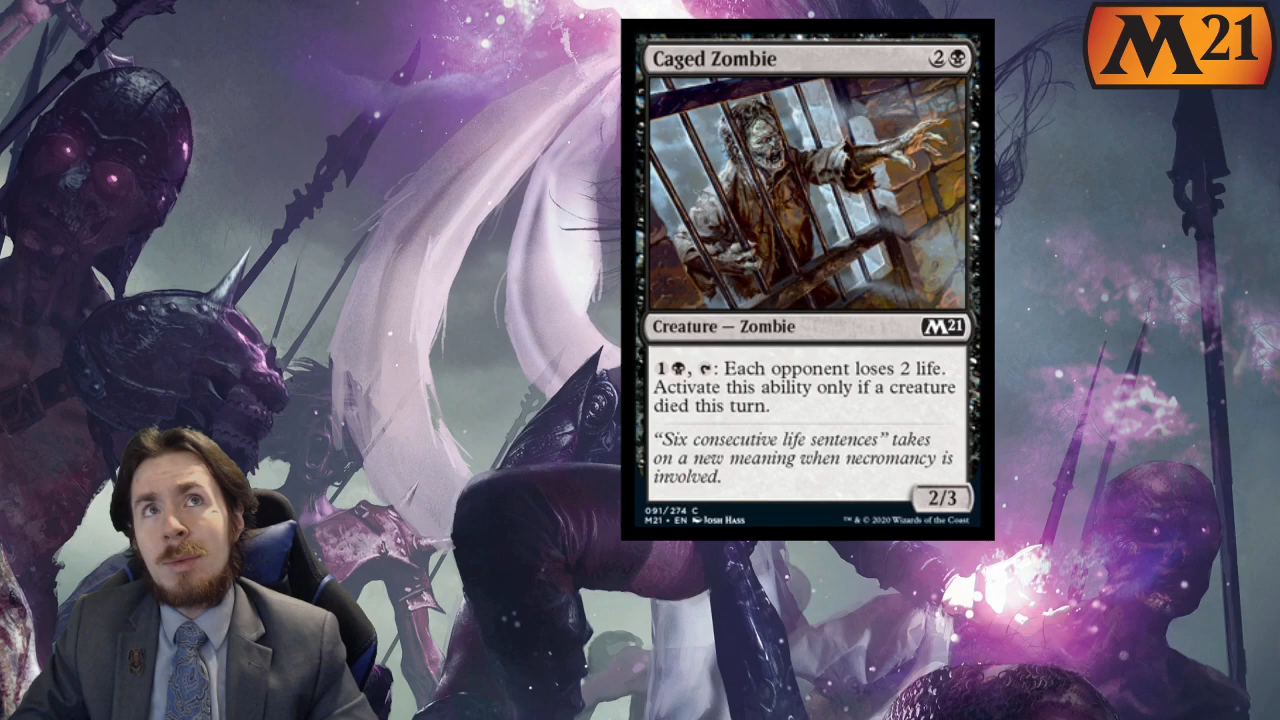 M21
Caged Zombie 2
Creature — Zombie M21
1, : Each opponent loses 2 life.
Activate this ability only if a creature
died this turn.
“Six consecutive life sentences” takes
on a new meaning when necromancy is
involved.
2/3
091/274 C
M21 • EN Josh Hass
™ & © 2020 Wizards of the Coast